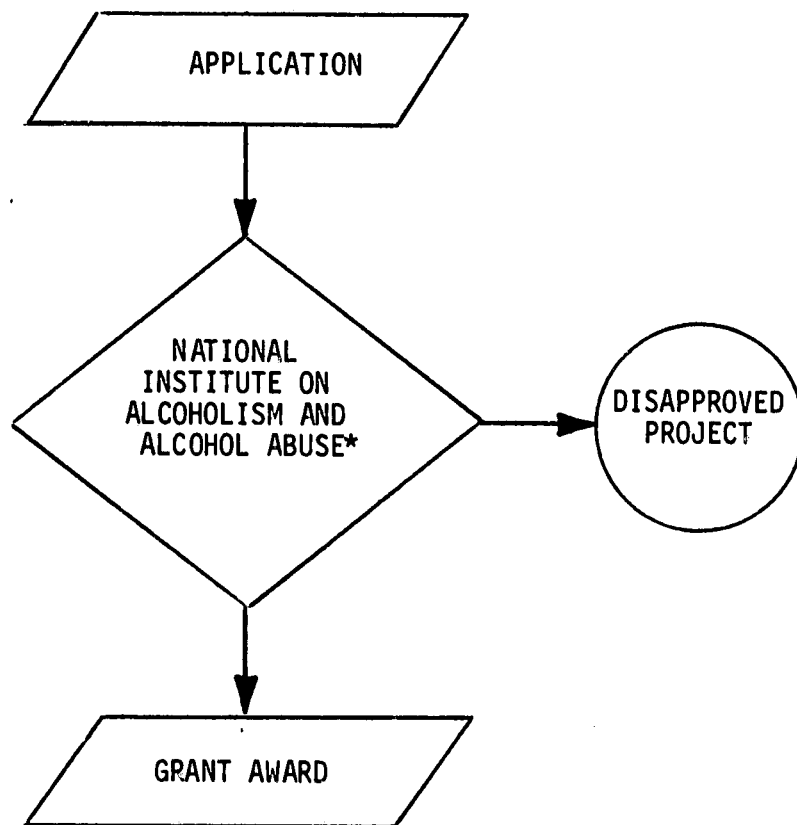 APPLICATION
NATIONAL
INSTITUTE ON
ALCOHOLISM AND
ALCOHOL ABUSE*
DISAPPROVED
PROJECT
GRANT AWARD